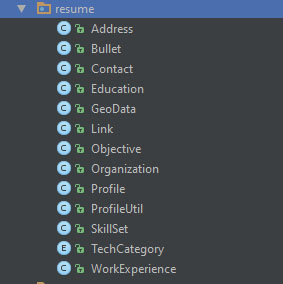 resume
C Address
C Bullet
C Contact
C Education
C GeoData
C Link
C Objective
C Organization
C Profile
C ProfileUtil
C SkillSet
E TechCategory
C WorkExperience